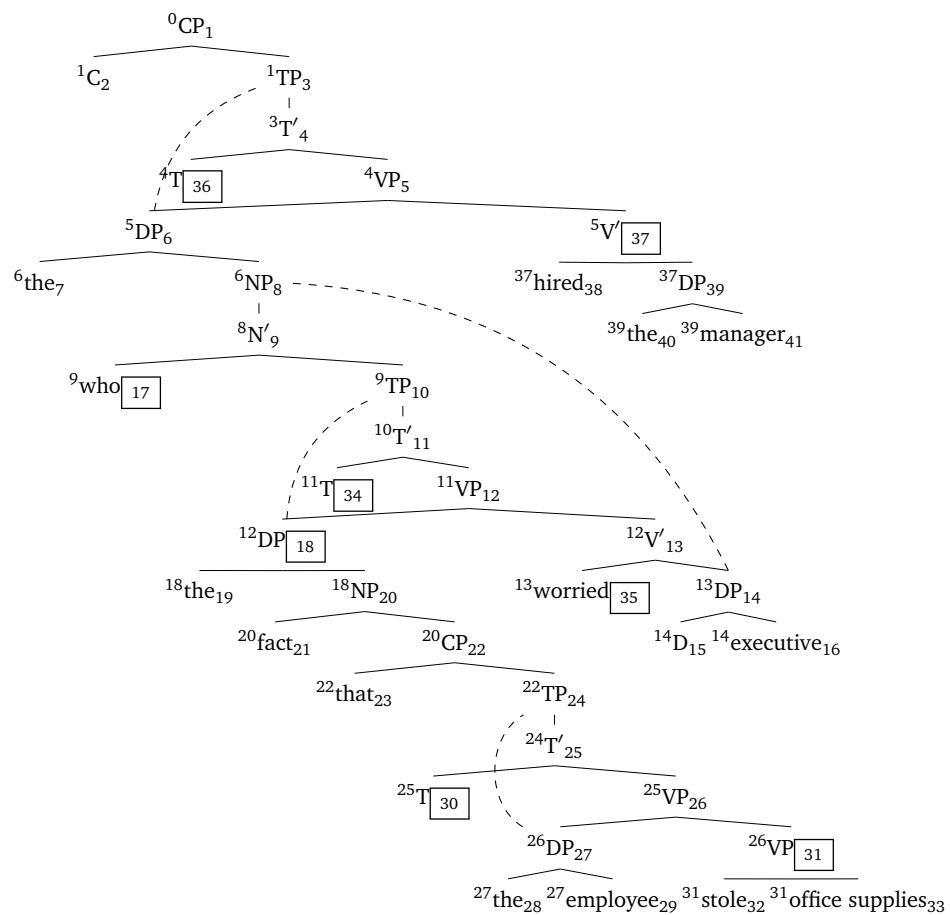 ⁰CP₁
¹C₂ ¹TP₃
³T′₄
⁴T 36 ⁴VP₅
⁵DP₆ ⁵V′ 37
⁶the₇ ⁶NP₈ ³⁷hired₃₈ ³⁷DP₃₉
⁸N′₉ ³⁹the₄₀ ³⁹manager₄₁
⁹who 17 ⁹TP₁₀
¹⁰T′₁₁
¹¹T 34 ¹¹VP₁₂
¹²DP 18 ¹²V′₁₃
¹⁸the₁₉ ¹⁸NP₂₀ ¹³worried 35 ¹³DP₁₄
²⁰fact₂₁ ²⁰CP₂₂ ¹⁴D₁₅ ¹⁴executive₁₆
²²that₂₃ ²²TP₂₄
²⁴T′₂₅
²⁵T 30 ²⁵VP₂₆
²⁶DP₂₇ ²⁶VP 31
²⁷the₂₈ ²⁷employee₂₉ ³¹stole₃₂ ³¹office supplies₃₃